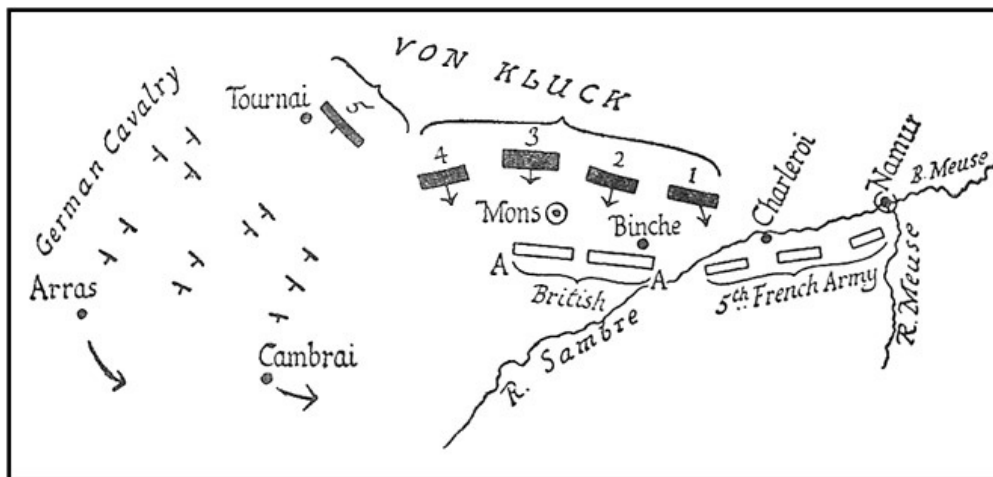 VON KLUCK
German Cavalry
Tournai
5
4
3
2
1
Mons
Binche
Charleroi
Namur
R. Meuse
A
A
British
5th French Army
R. Meuse
R. Sambre
Arras
Cambrai